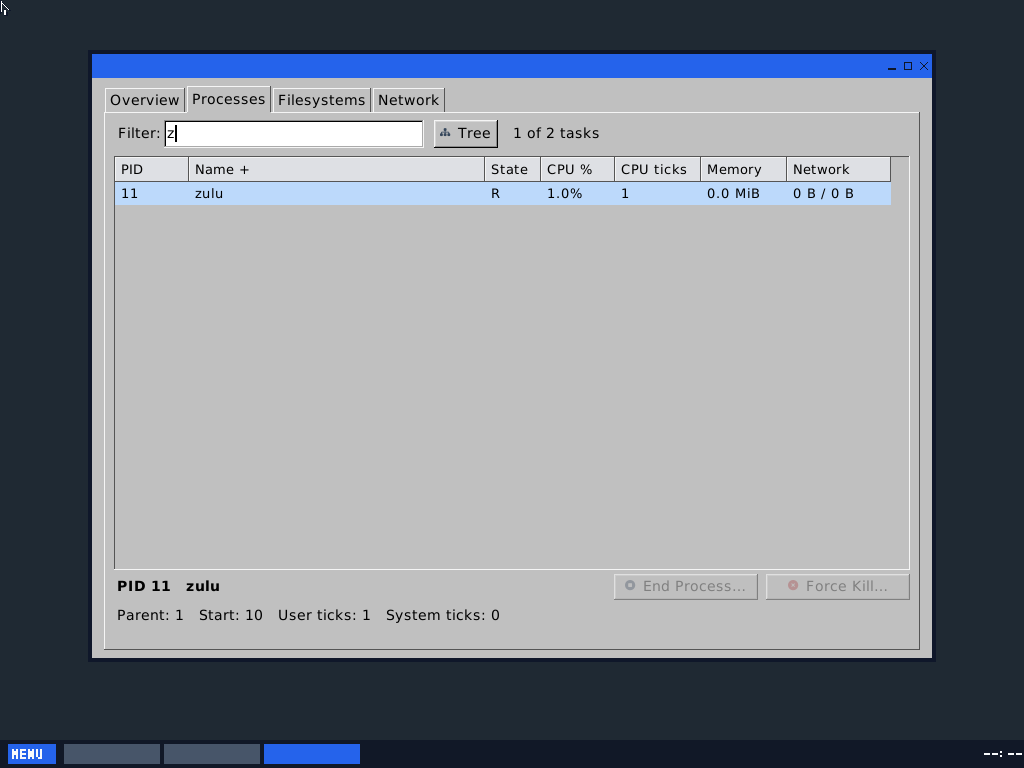 Overview Processes Filesystems Network
Filter: z Tree 1 of 2 tasks
PID Name + State CPU % CPU ticks Memory Network
11 zulu R 1.0% 1 0.0 MiB 0 B / 0 B
PID 11 zulu End Process... Force Kill...
Parent: 1 Start: 10 User ticks: 1 System ticks: 0
MENU --:--